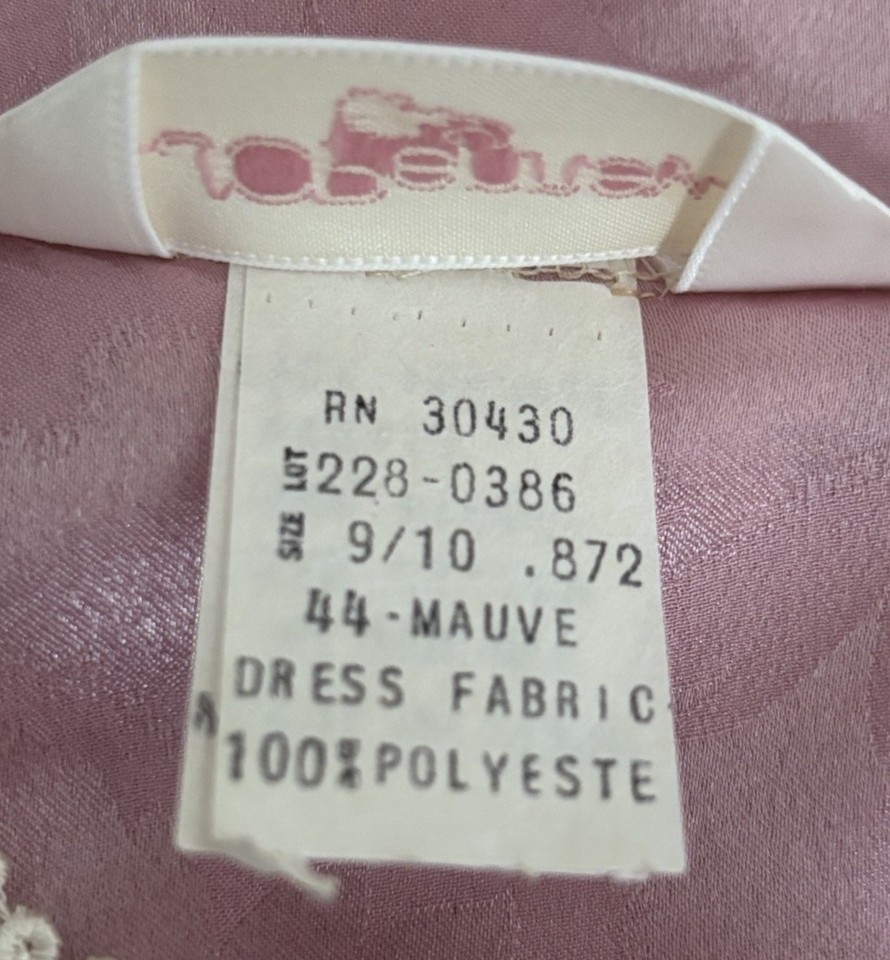 RN 30430
LOT 228-0386
SIZE 9/10 .872
44-MAUVE
DRESS FABRIC
100%POLYESTE